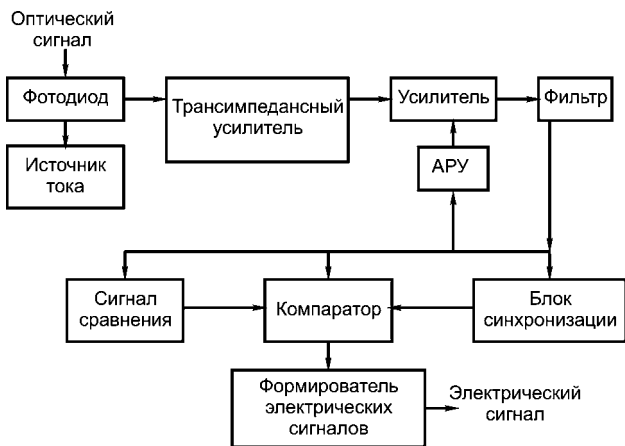 Оптический
сигнал
Фотодиод
Трансимпедансный
усилитель
Усилитель
Фильтр
Источник
тока
АРУ
Сигнал
сравнения
Компаратор
Блок
синхронизации
Формирователь
электрических
сигналов
Электрический
сигнал